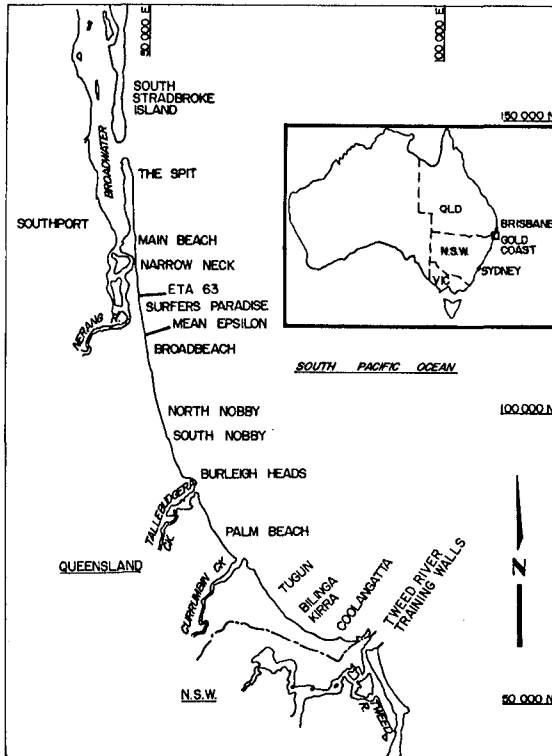 50 000 E
100 000 E
SOUTH
STRADBROKE
ISLAND
150 000 N
BROADWATER
THE SPIT
SOUTHPORT
MAIN BEACH
NARROW NECK
ETA 63
SURFERS PARADISE
MEAN EPSILON
BROADBEACH
NERANG
R.
QLD
N.S.W.
VIC
BRISBANE
GOLD
COAST
SYDNEY
SOUTH PACIFIC OCEAN
100 000 N
NORTH NOBBY
SOUTH NOBBY
BURLEIGH HEADS
TALLEBUDGERA
CK
PALM BEACH
QUEENSLAND
CURRUMBIN CK
TUGUN
BILINGA
KIRRA
COOLANGATTA
TWEED RIVER
TRAINING WALLS
N
N.S.W.
TWEED
R.
50 000 N